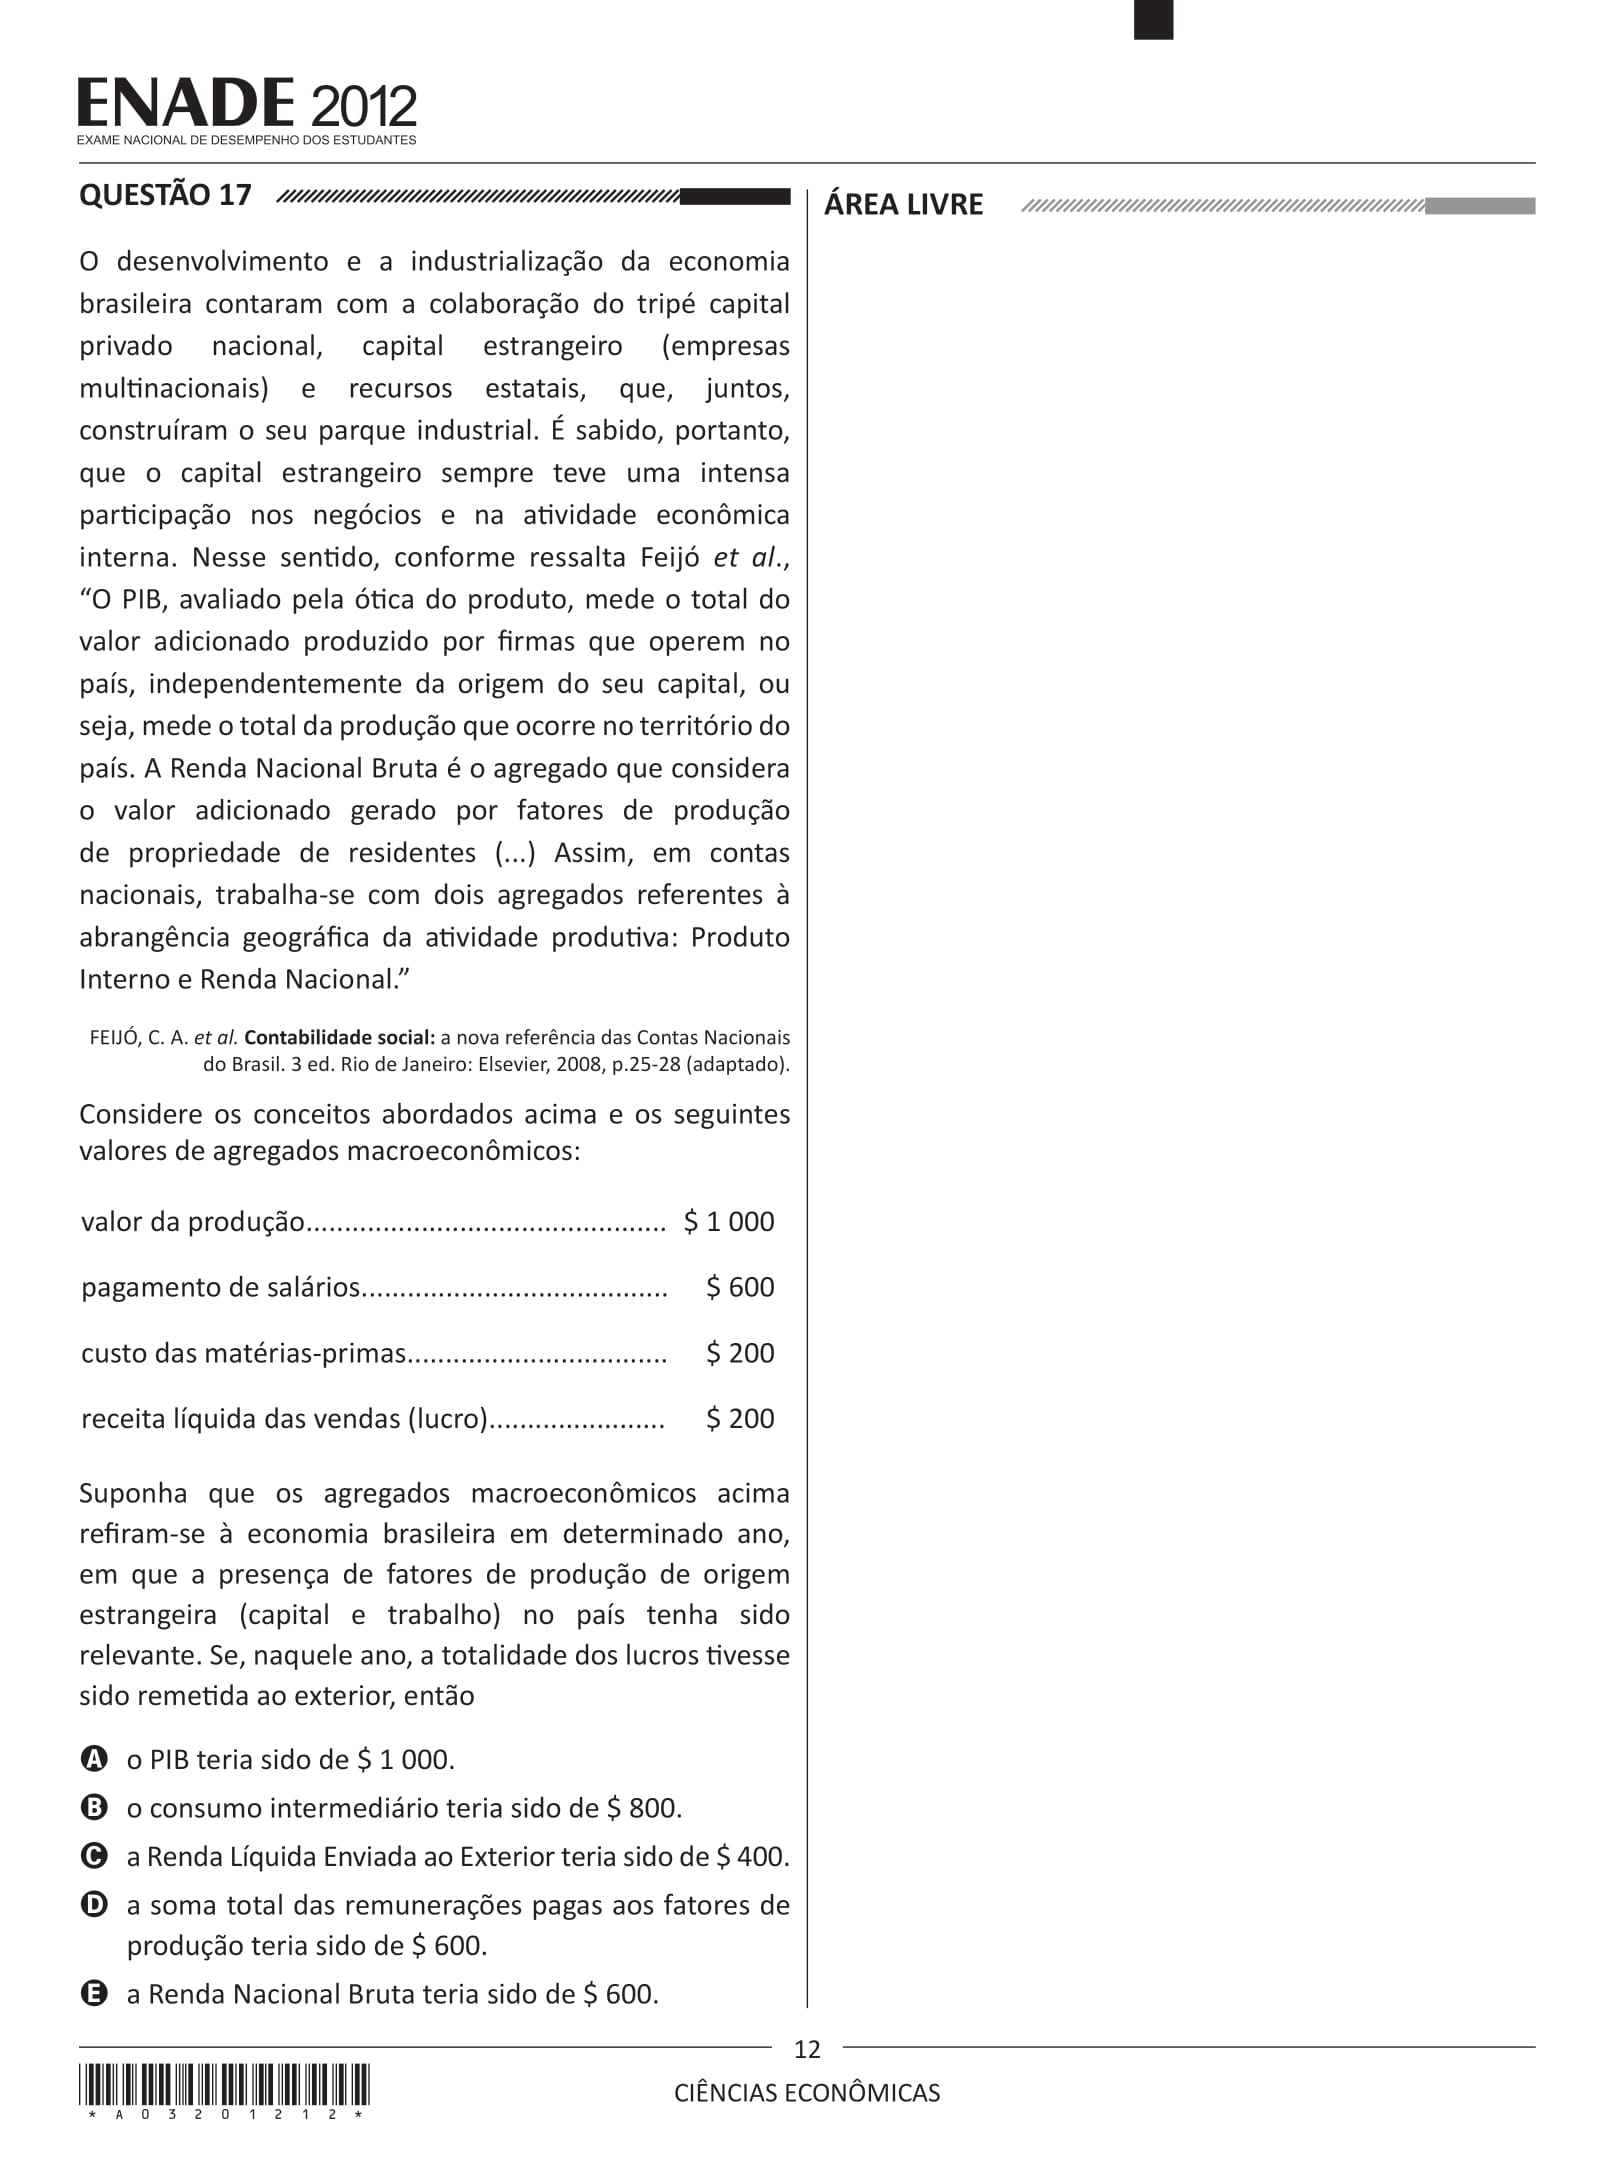 ENADE 2012
EXAME NACIONAL DE DESEMPENHO DOS ESTUDANTES
QUESTÃO 17
O desenvolvimento e a industrialização da economia
brasileira contaram com a colaboração do tripé capital
privado nacional, capital estrangeiro (empresas
multinacionais) e recursos estatais, que, juntos,
construíram o seu parque industrial. É sabido, portanto,
que o capital estrangeiro sempre teve uma intensa
participação nos negócios e na atividade econômica
interna. Nesse sentido, conforme ressalta Feijó et al.,
“O PIB, avaliado pela ótica do produto, mede o total do
valor adicionado produzido por firmas que operem no
país, independentemente da origem do seu capital, ou
seja, mede o total da produção que ocorre no território do
país. A Renda Nacional Bruta é o agregado que considera
o valor adicionado gerado por fatores de produção
de propriedade de residentes (...) Assim, em contas
nacionais, trabalha-se com dois agregados referentes à
abrangência geográfica da atividade produtiva: Produto
Interno e Renda Nacional.”
FEIJÓ, C. A. et al. Contabilidade social: a nova referência das Contas Nacionais
do Brasil. 3 ed. Rio de Janeiro: Elsevier, 2008, p.25-28 (adaptado).
Considere os conceitos abordados acima e os seguintes
valores de agregados macroeconômicos:
valor da produção............................................... $ 1 000
pagamento de salários........................................ $ 600
custo das matérias-primas.................................. $ 200
receita líquida das vendas (lucro)....................... $ 200
Suponha que os agregados macroeconômicos acima
refiram-se à economia brasileira em determinado ano,
em que a presença de fatores de produção de origem
estrangeira (capital e trabalho) no país tenha sido
relevante. Se, naquele ano, a totalidade dos lucros tivesse
sido remetida ao exterior, então
A o PIB teria sido de $ 1 000.
B o consumo intermediário teria sido de $ 800.
C a Renda Líquida Enviada ao Exterior teria sido de $ 400.
D a soma total das remunerações pagas aos fatores de
produção teria sido de $ 600.
E a Renda Nacional Bruta teria sido de $ 600.
ÁREA LIVRE
12
CIÊNCIAS ECONÔMICAS
* A 0 3 2 0 1 2 1 2 *